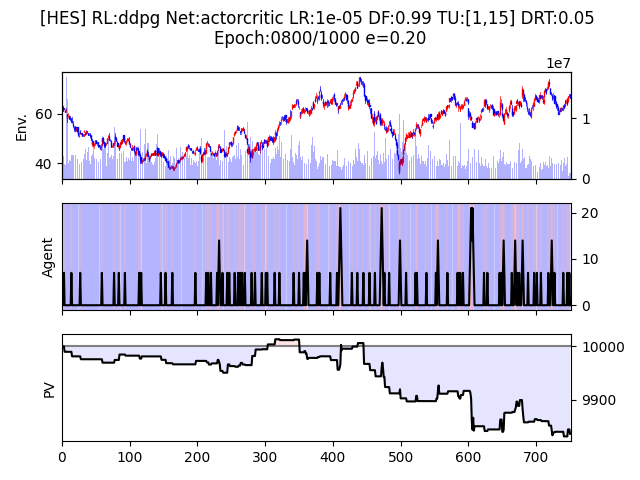 [HES] RL:ddpg Net:actorcritic LR:1e-05 DF:0.99 TU:[1,15] DRT:0.05
Epoch:0800/1000 e=0.20
1e7
Env.
60
40
1
0
Agent
20
10
0
PV
10000
9900
0 100 200 300 400 500 600 700